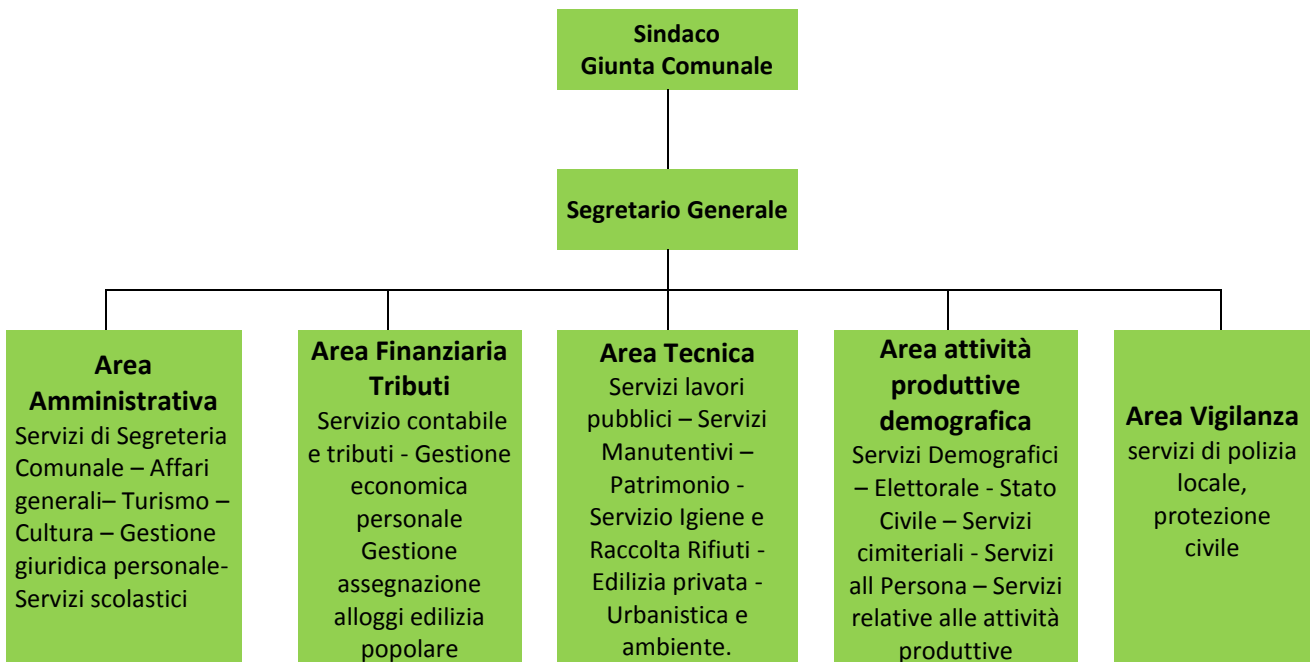 Sindaco
Giunta Comunale
Segretario Generale
Area
Amministrativa
Servizi di Segreteria
Comunale – Affari
generali– Turismo –
Cultura – Gestione
giuridica personale-
Servizi scolastici
Area Finanziaria
Tributi
Servizio contabile
e tributi - Gestione
economica
personale
Gestione
assegnazione
alloggi edilizia
popolare
Area Tecnica
Servizi lavori
pubblici – Servizi
Manutentivi –
Patrimonio -
Servizio Igiene e
Raccolta Rifiuti -
Edilizia privata -
Urbanistica e
ambiente.
Area attività
produttive
demografica
Servizi Demografici
– Elettorale - Stato
Civile – Servizi
cimiteriali - Servizi
all Persona – Servizi
relative alle attività
produttive
Area Vigilanza
servizi di polizia
locale,
protezione
civile